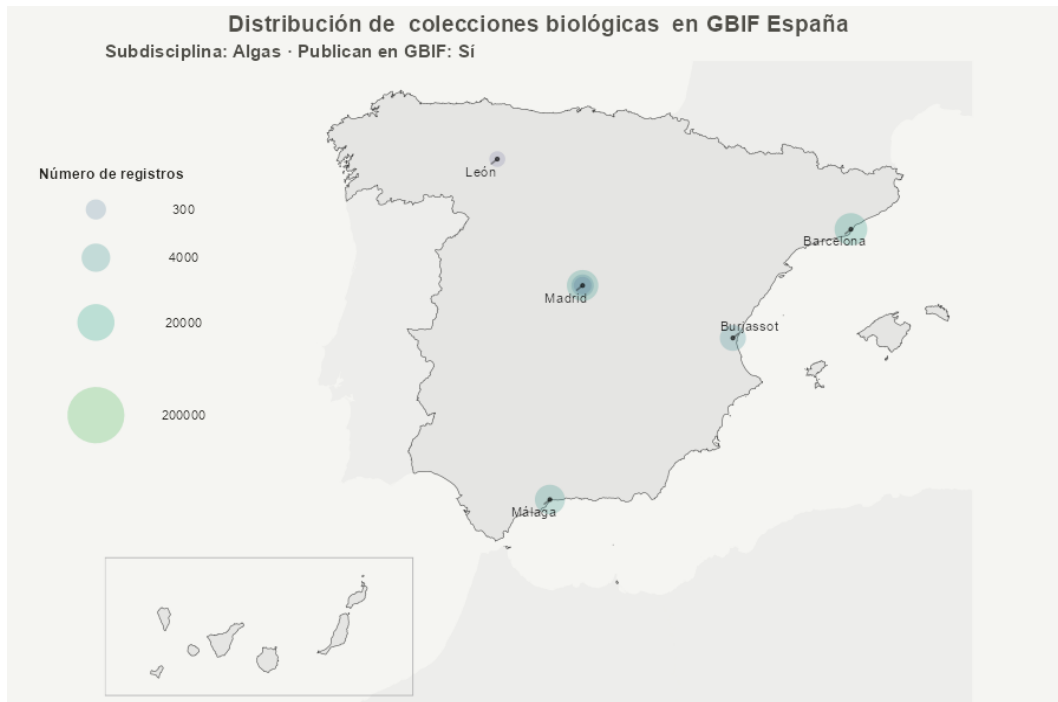 Distribución de colecciones biológicas en GBIF España
Subdisciplina: Algas · Publican en GBIF: Sí
León
Número de registros
300
4000
20000
200000
Barcelona
Madrid
Burjassot
Málaga